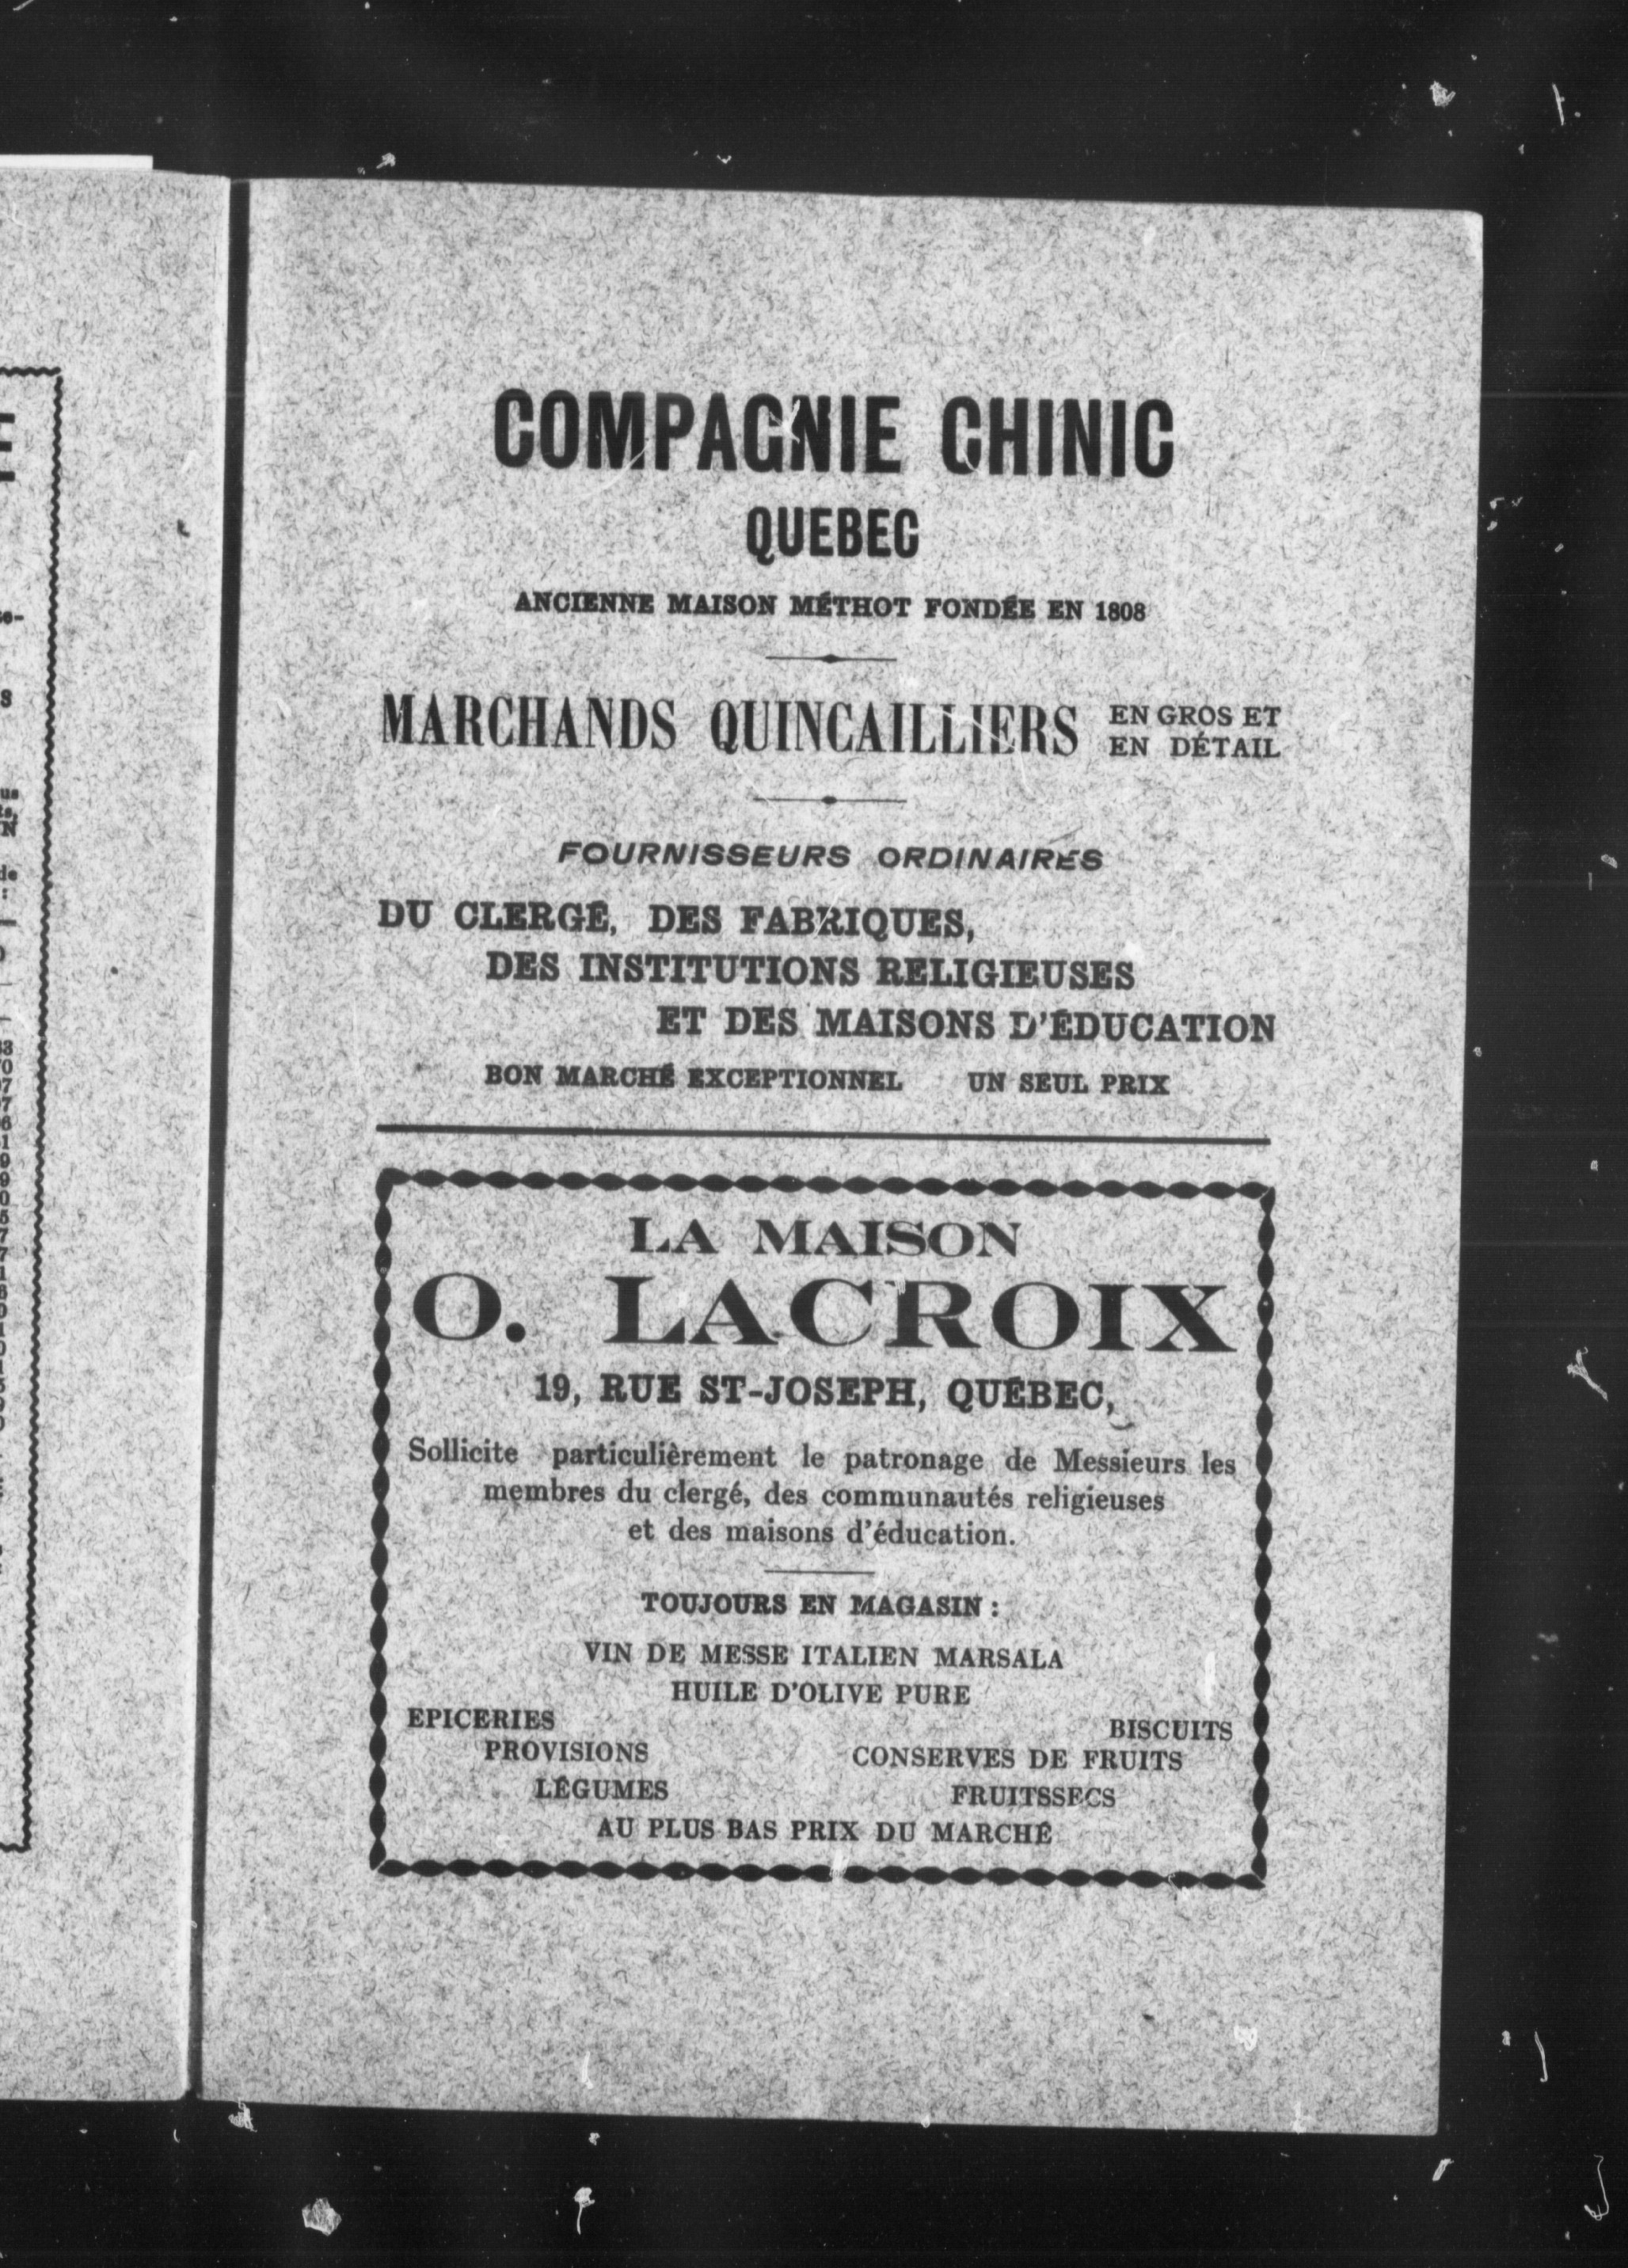 COMPAGNIE CHINIC
QUEBEC
ANCIENNE MAISON MÉTHOT FONDÉE EN 1808
MARCHANDS QUINCAILLIERS EN GROS ET
EN DÉTAIL
FOURNISSEURS ORDINAIRES
DU CLERGÉ, DES FABRIQUES,
DES INSTITUTIONS RELIGIEUSES
ET DES MAISONS D'ÉDUCATION
BON MARCHÉ EXCEPTIONNEL UN SEUL PRIX
LA MAISON
O. LACROIX
19, RUE ST-JOSEPH, QUÉBEC,
Sollicite particulièrement le patronage de Messieurs les
membres du clergé, des communautés religieuses
et des maisons d'éducation.
TOUJOURS EN MAGASIN :
VIN DE MESSE ITALIEN MARSALA
HUILE D'OLIVE PURE
EPICERIES BISCUITS
PROVISIONS CONSERVES DE FRUITS
LÉGUMES FRUITSSECS
AU PLUS BAS PRIX DU MARCHÉ